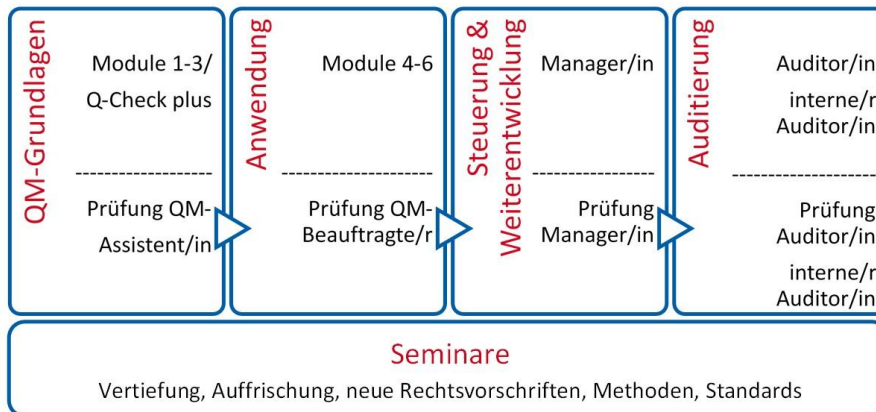 QM-Grundlagen
Module 1-3/
Q-Check plus
Prüfung QM-
Assistent/in
Anwendung
Module 4-6
Prüfung QM-
Beauftragte/r
Steuerung &
Weiterentwicklung
Manager/in
Prüfung
Manager/in
Auditierung
Auditor/in
interne/r
Auditor/in
Prüfung
Auditor/in
interne/r
Auditor/in
Seminare
Vertiefung, Auffrischung, neue Rechtsvorschriften, Methoden, Standards